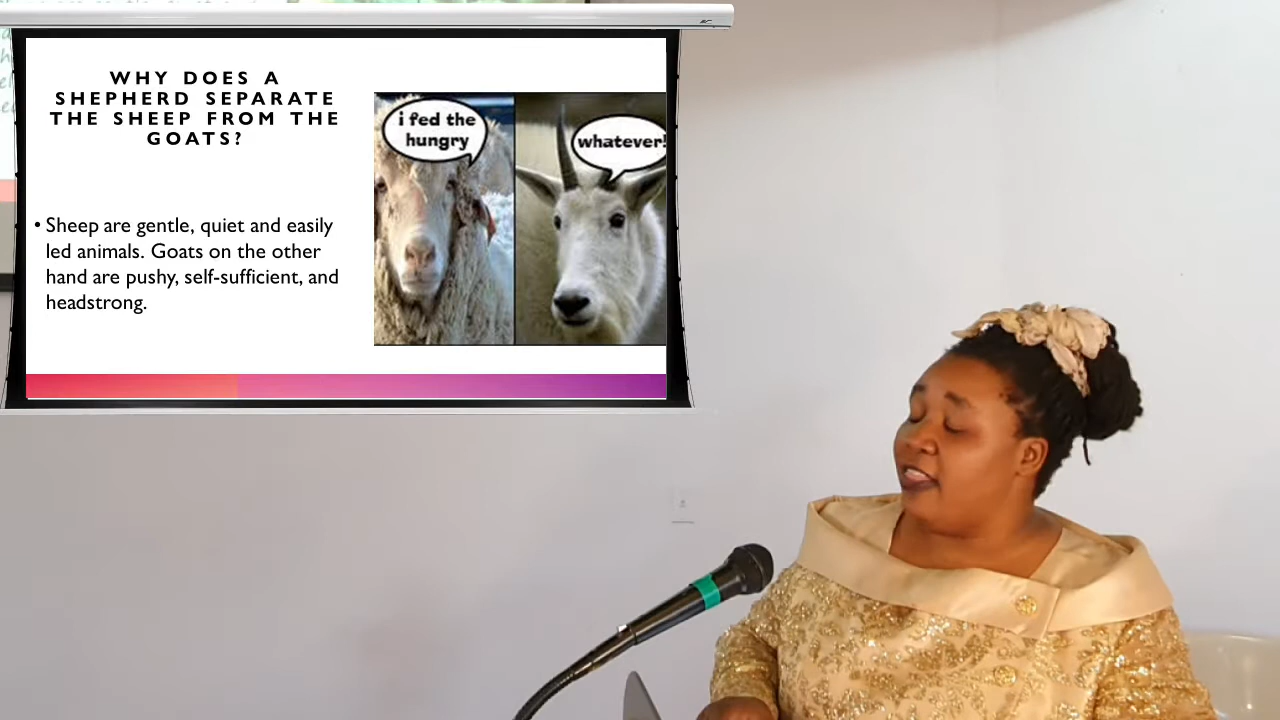 WHY DOES A
SHEPHERD SEPARATE
THE SHEEP FROM THE
GOATS?
• Sheep are gentle, quiet and easily
led animals. Goats on the other
hand are pushy, self-sufficient, and
headstrong.
i fed the
hungry
whatever!